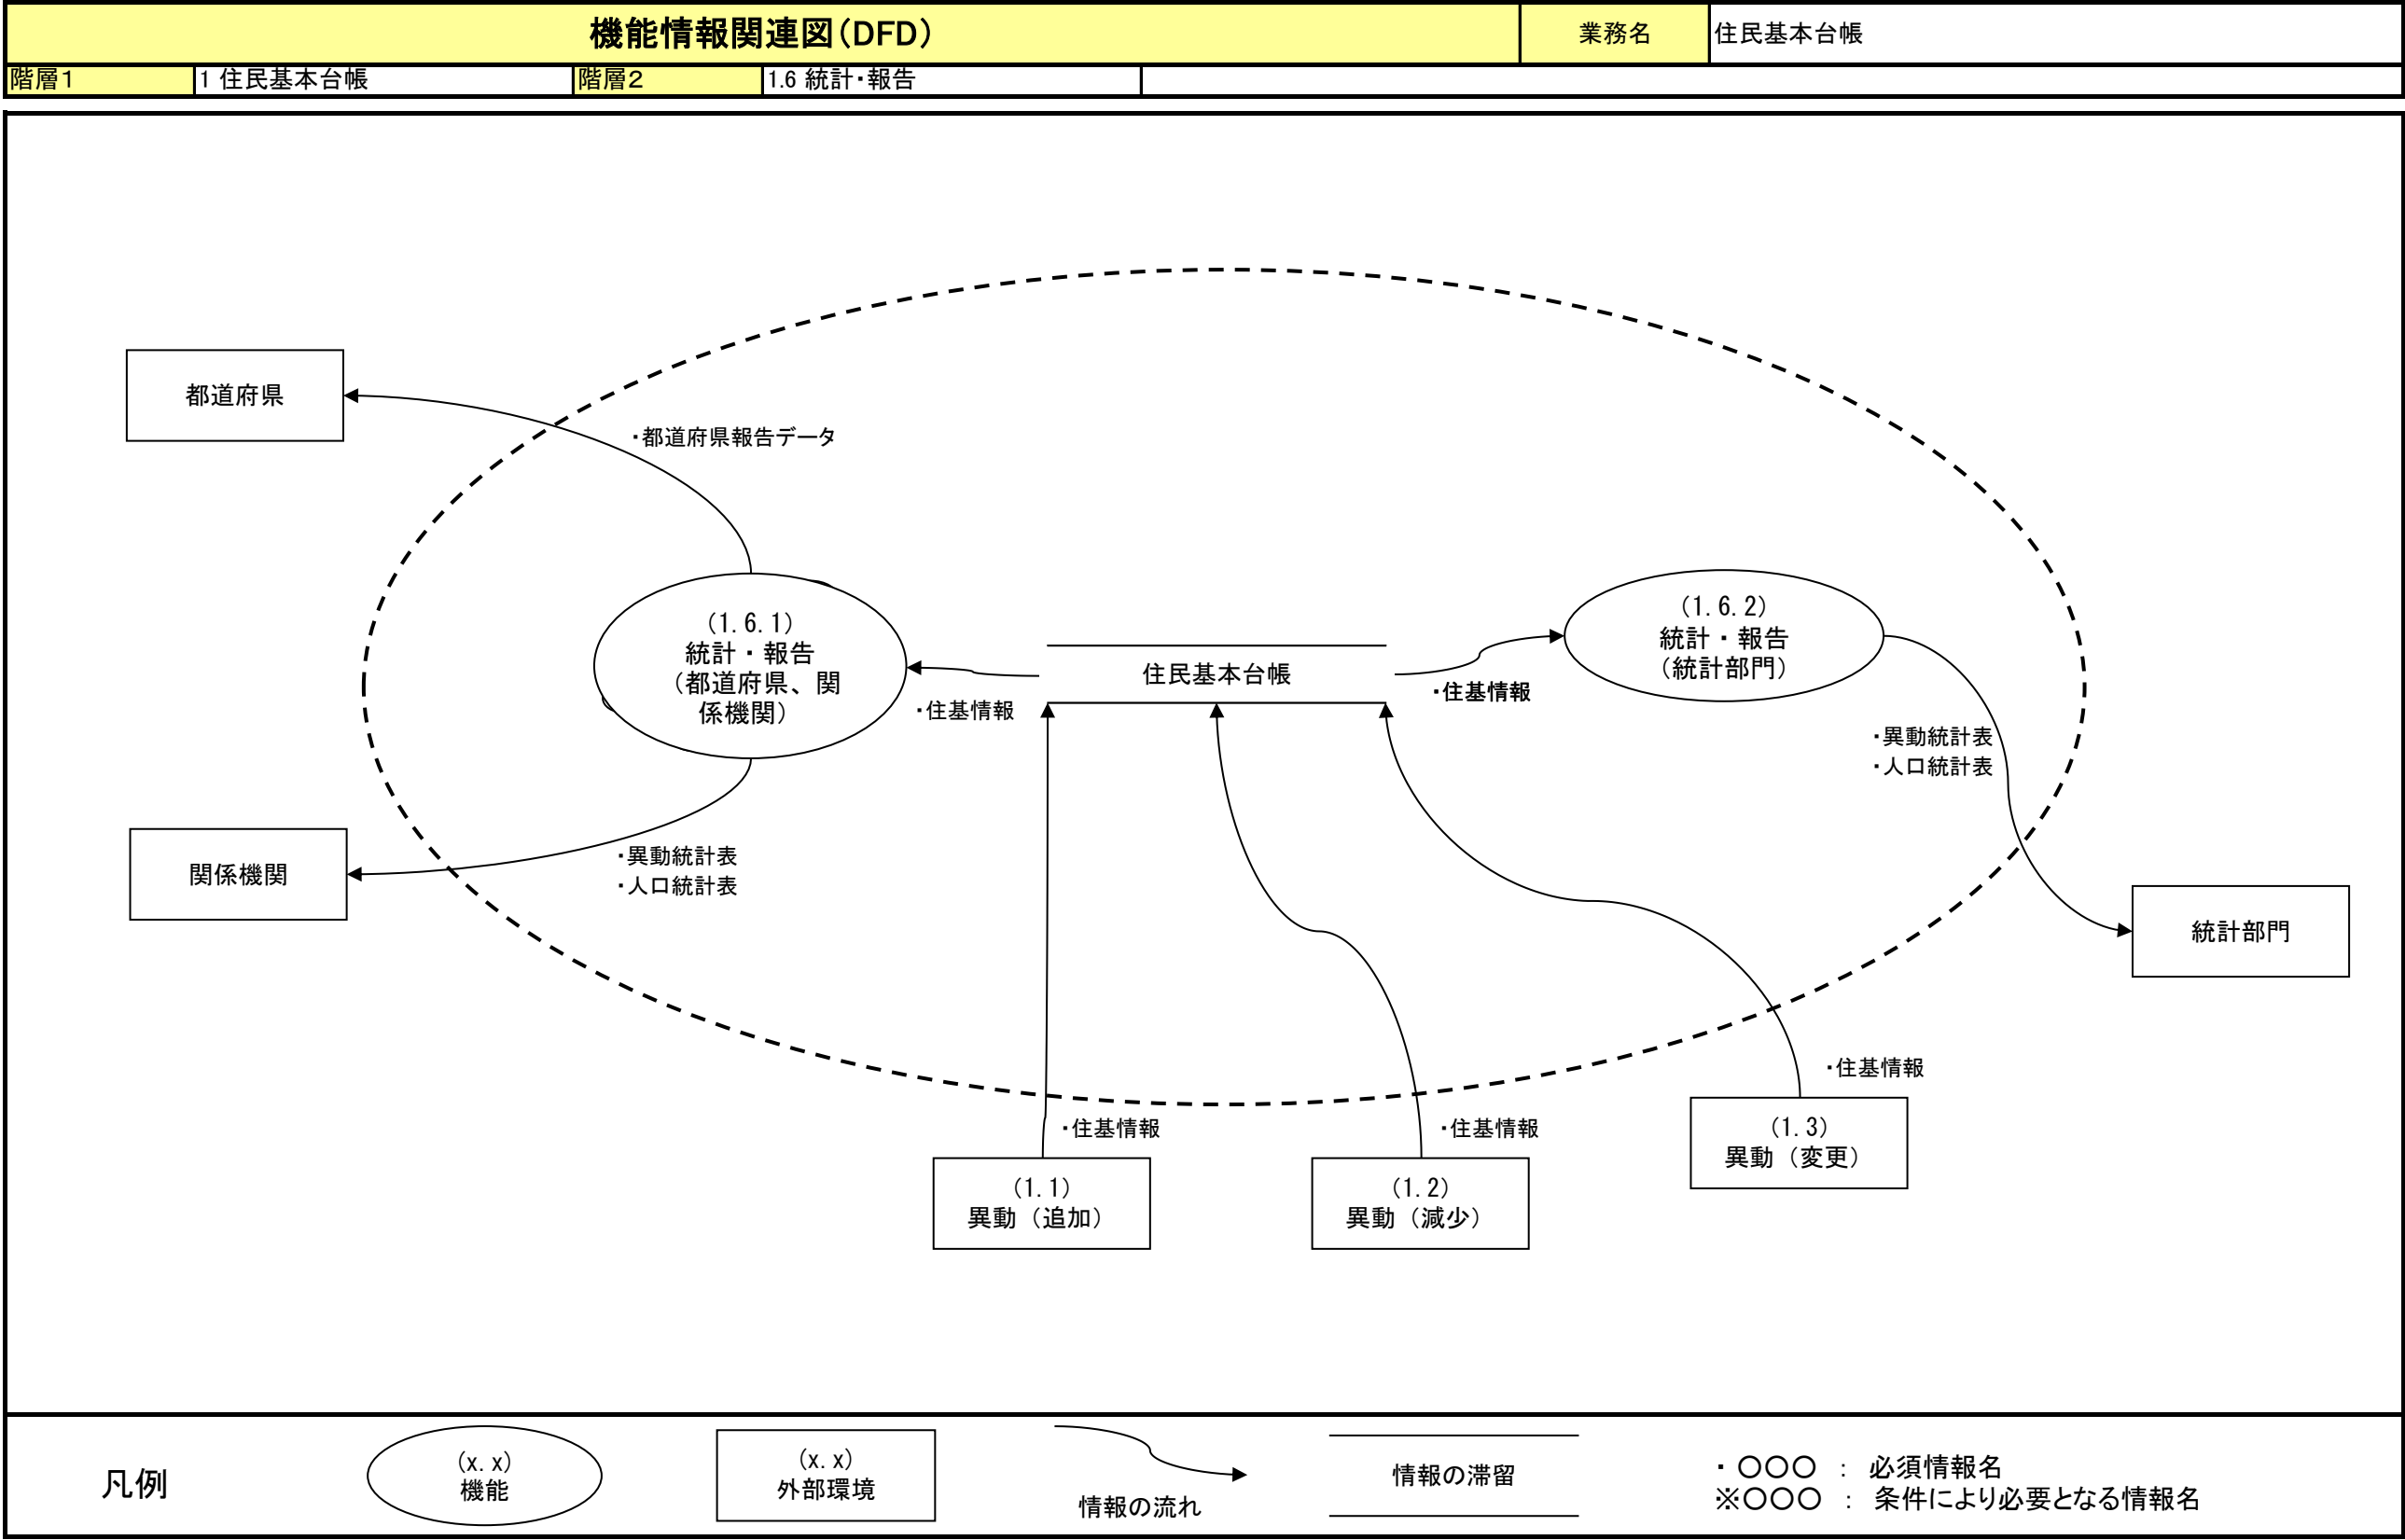 機能情報関連図（DFD）
業務名
住民基本台帳
階層１
1 住民基本台帳
階層２
1.6 統計・報告
都道府県
・都道府県報告データ
（1.6.1）
統計・報告
（都道府県、関
係機関）
・住基情報
住民基本台帳
・住基情報
（1.6.2）
統計・報告
（統計部門）
・異動統計表
・人口統計表
関係機関
・異動統計表
・人口統計表
統計部門
・住基情報
（1.1）
異動（追加）
・住基情報
（1.2）
異動（減少）
・住基情報
（1.3）
異動（変更）
凡例
（x.x）
機能
（x.x）
外部環境
情報の流れ
情報の滞留
・ 〇〇〇 ： 必須情報名
※〇〇〇 ： 条件により必要となる情報名